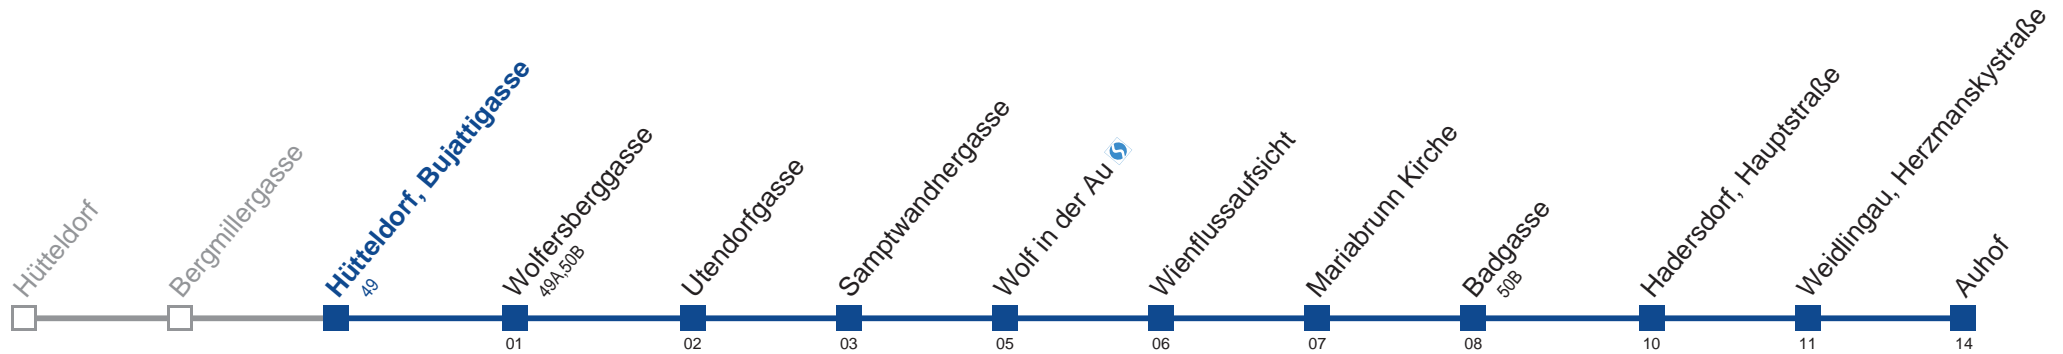 Hütteldorf
Bergmillergasse
Hütteldorf, Bujattigasse
49
Wolfersberggasse
49A,50B
Utendorfgasse
Samptwandnergasse
Wolf in der Au
Wienflussaufsicht
Mariabrunn Kirche
Badgasse
50B
Hadersdorf, Hauptstraße
Weidlingau, Herzmanskystraße
Auhof
01
02
03
05
06
07
08
10
11
14